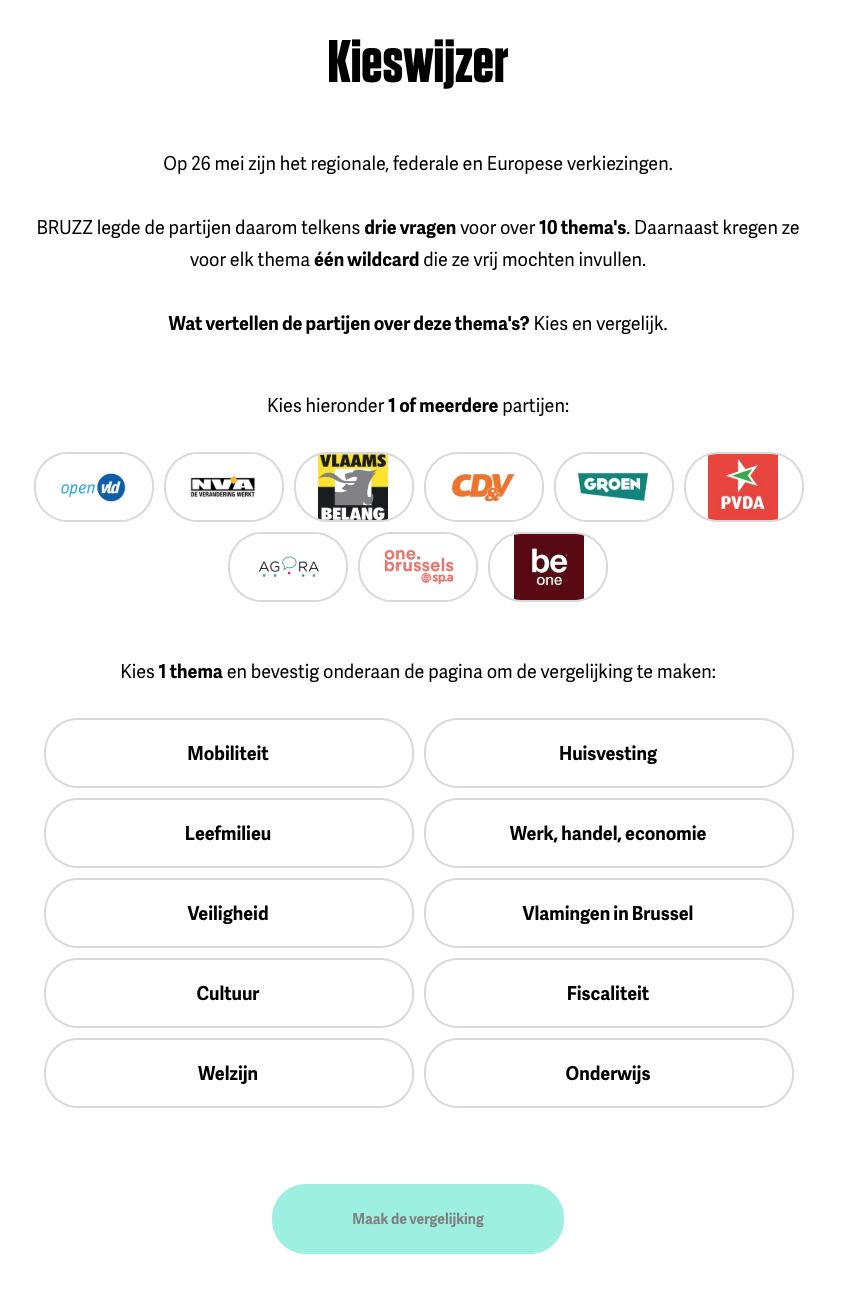 Kieswijzer
Op 26 mei zijn het regionale, federale en Europese verkiezingen.
BRUZZ legde de partijen daarom telkens drie vragen voor over 10 thema's. Daarnaast kregen ze
voor elk thema één wildcard die ze vrij mochten invullen.
Wat vertellen de partijen over deze thema's? Kies en vergelijk.
Kies hieronder 1 of meerdere partijen:
open vld
N-VA
DE VERANDERING WERKT
VLAAMS
BELANG
CD&V
GROEN
PVDA
AGORA
one.
brussels
sp.a
be
one
Kies 1 thema en bevestig onderaan de pagina om de vergelijking te maken:
Mobiliteit
Huisvesting
Leefmilieu
Werk, handel, economie
Veiligheid
Vlamingen in Brussel
Cultuur
Fiscaliteit
Welzijn
Onderwijs
Maak de vergelijking